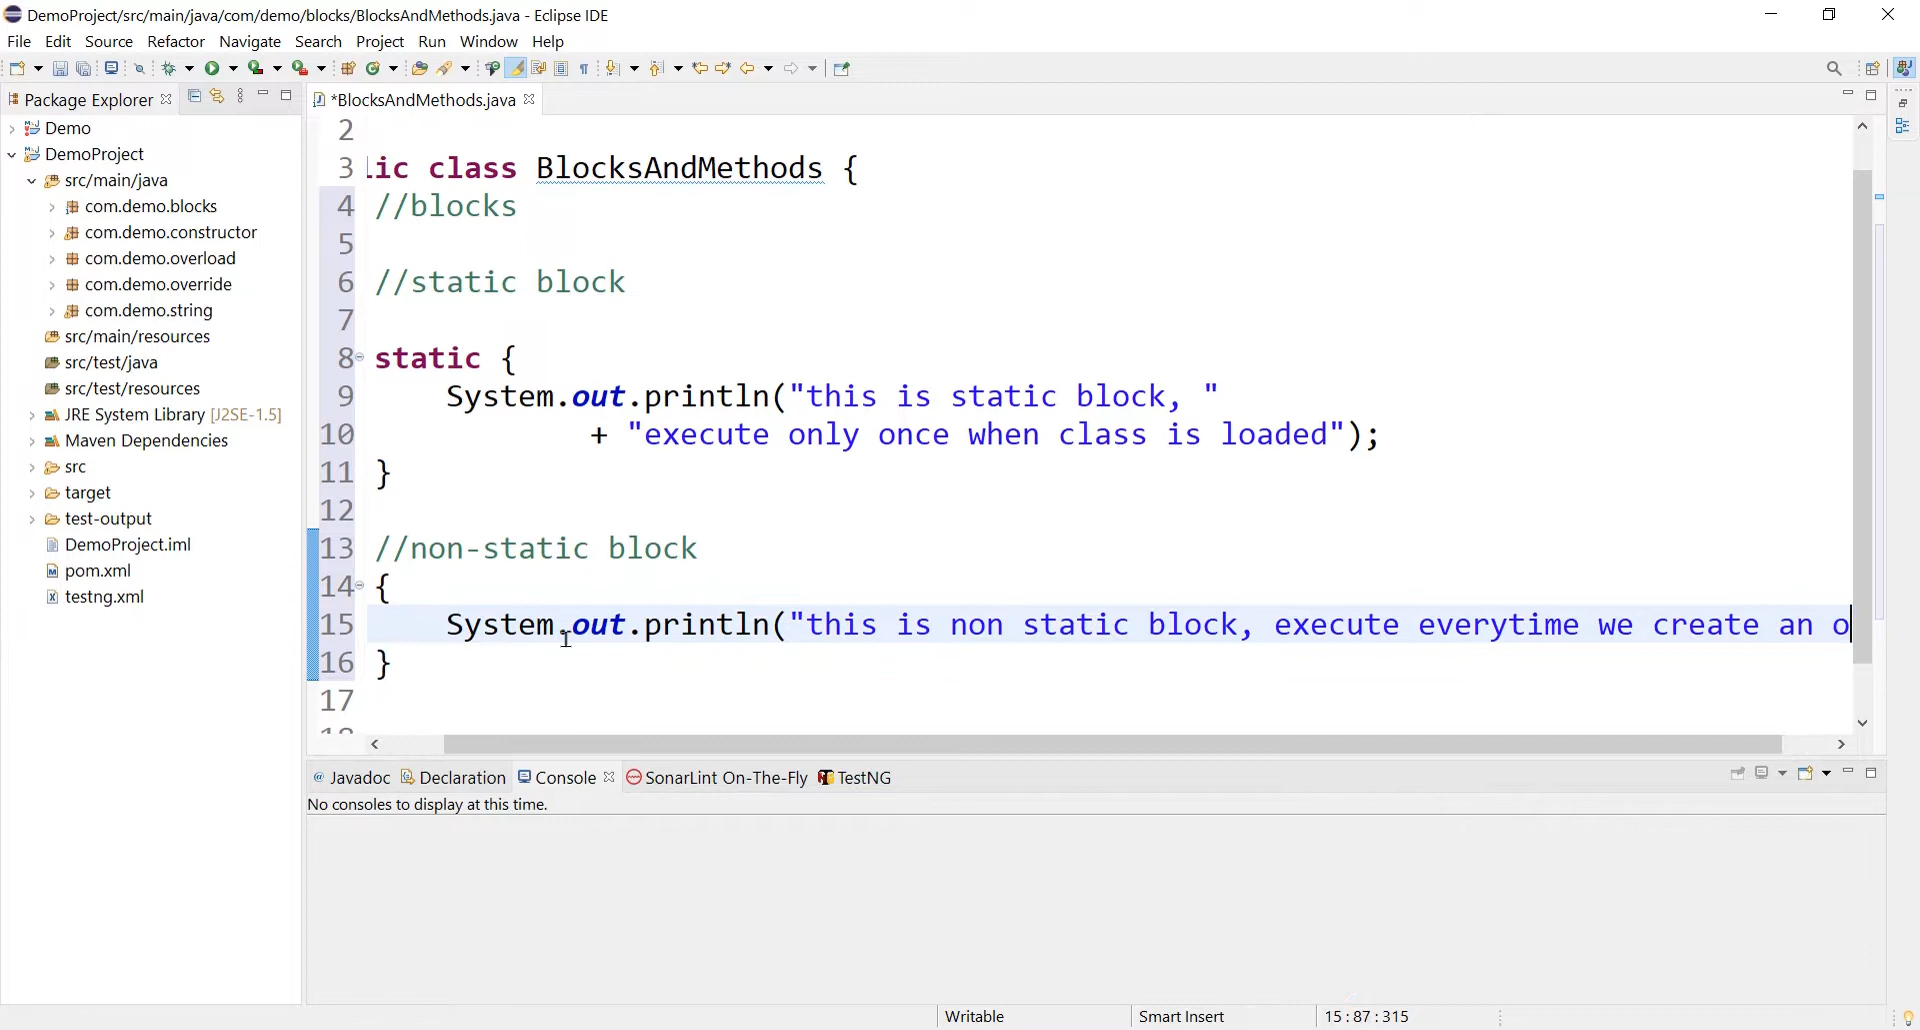 DemoProject/src/main/java/com/demo/blocks/BlocksAndMethods.java - Eclipse IDE
File Edit Source Refactor Navigate Search Project Run Window Help
Package Explorer
Demo
DemoProject
src/main/java
com.demo.blocks
com.demo.constructor
com.demo.overload
com.demo.override
com.demo.string
src/main/resources
src/test/java
src/test/resources
JRE System Library [J2SE-1.5]
Maven Dependencies
src
target
test-output
DemoProject.iml
pom.xml
testng.xml
*BlocksAndMethods.java
2
3 lic class BlocksAndMethods {
4 //blocks
5
6 //static block
7
8 static {
9 System.out.println("this is static block, "
10 + "execute only once when class is loaded");
11 }
12
13 //non-static block
14 {
15 System.out.println("this is non static block, execute everytime we create an o
16 }
17
Javadoc Declaration Console SonarLint On-The-Fly TestNG
No consoles to display at this time.
Writable Smart Insert 15 : 87 : 315